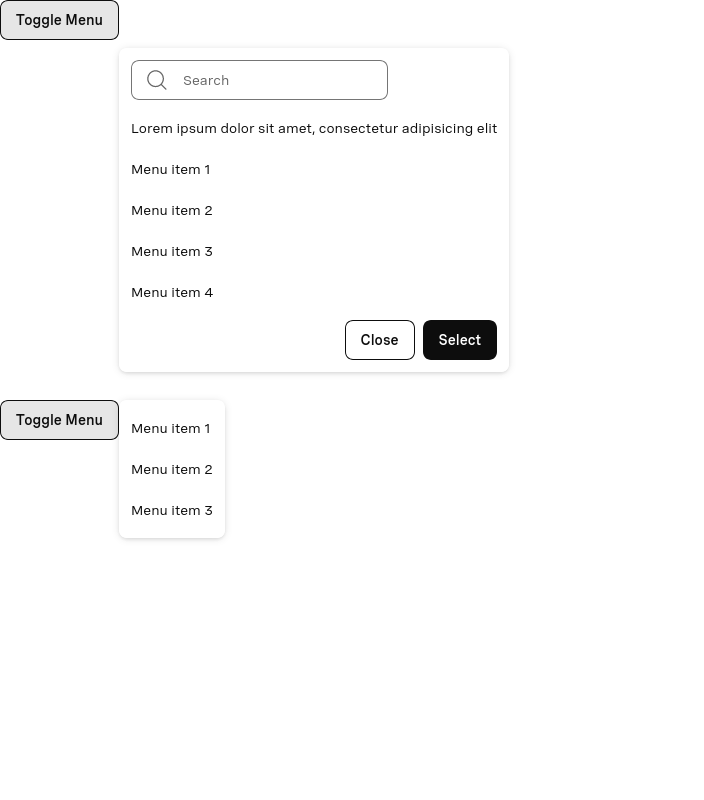 Toggle Menu
Search
Lorem ipsum dolor sit amet, consectetur adipisicing elit
Menu item 1
Menu item 2
Menu item 3
Menu item 4
Close Select
Toggle Menu
Menu item 1
Menu item 2
Menu item 3